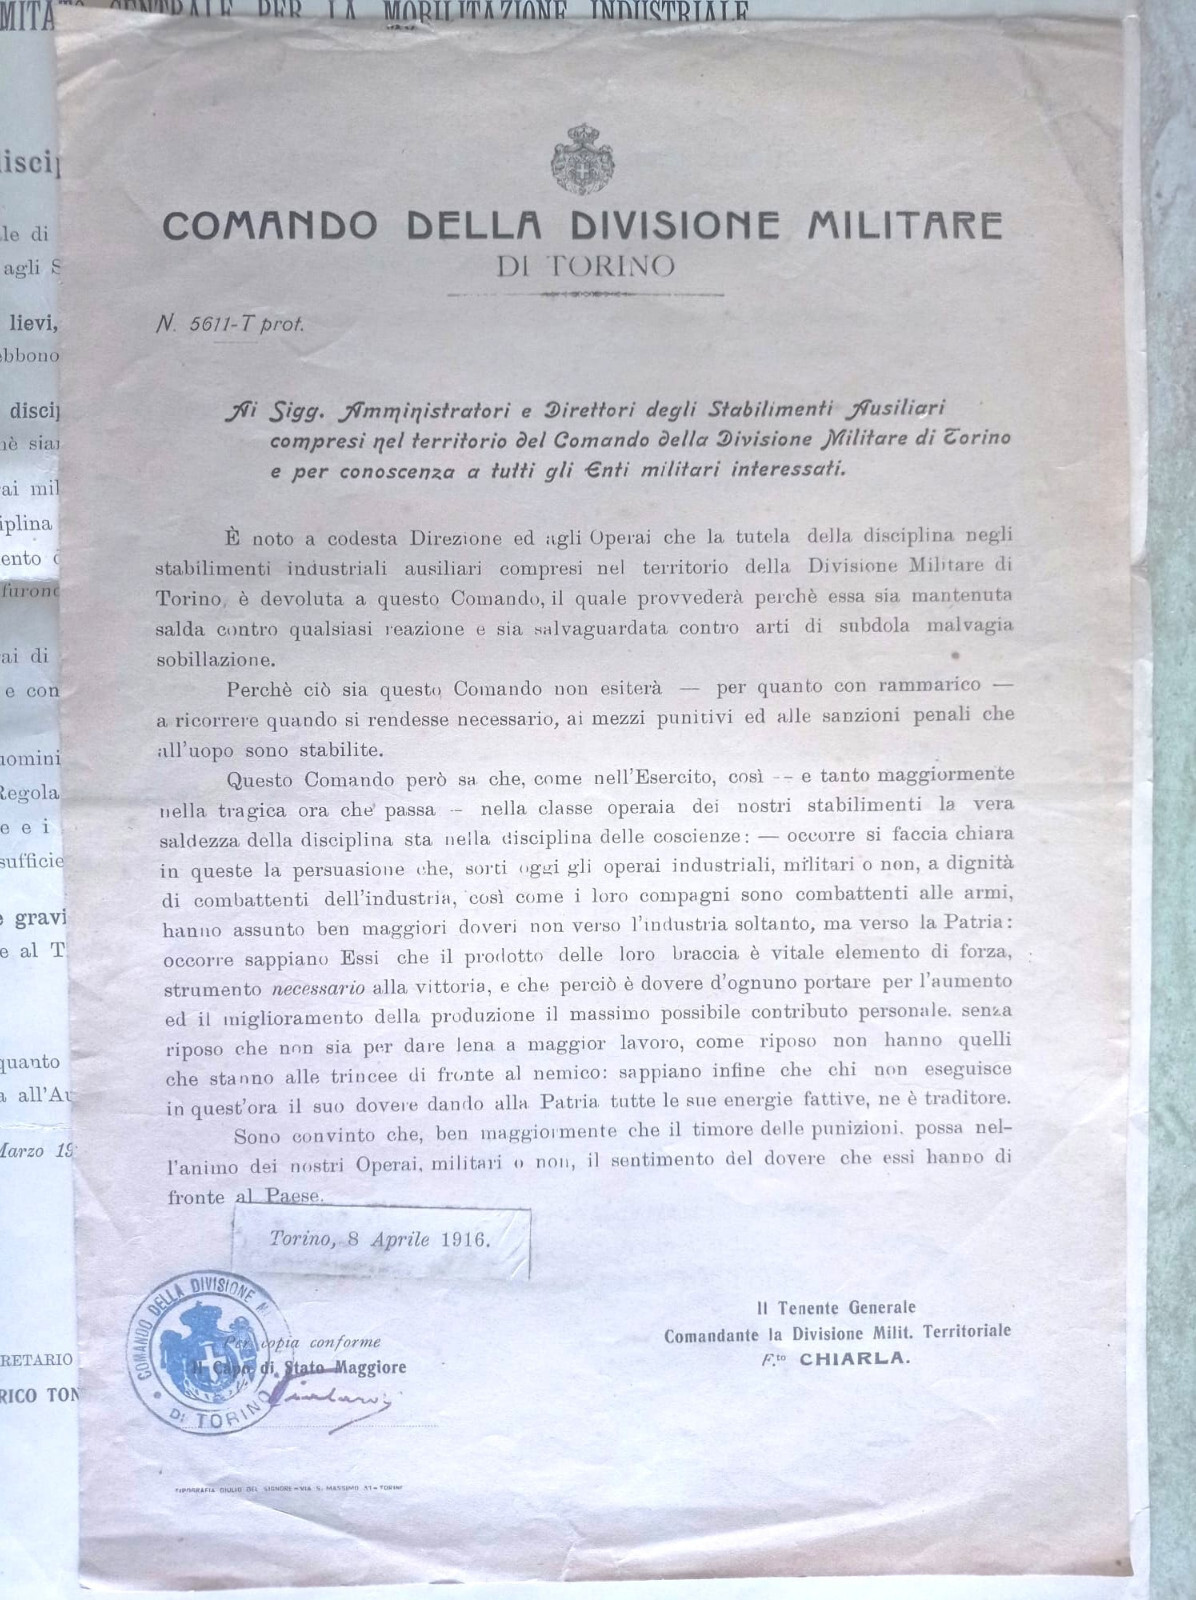 COMITATO CENTRALE PER LA MOBILITAZIONE INDUSTRIALE
COMANDO DELLA DIVISIONE MILITARE
DI TORINO
N. 5611-T prot.
Ai Sigg. Amministratori e Direttori degli Stabilimenti Ausiliari
compresi nel territorio del Comando della Divisione Militare di Torino
e per conoscenza a tutti gli Enti militari interessati.
È noto a codesta Direzione ed agli Operai che la tutela della disciplina negli
stabilimenti industriali ausiliari compresi nel territorio della Divisione Militare di
Torino, è devoluta a questo Comando, il quale provvederà perchè essa sia mantenuta
salda contro qualsiasi reazione e sia salvaguardata contro arti di subdola malvagia
sobillazione.
Perchè ciò sia questo Comando non esiterà — per quanto con rammarico —
a ricorrere quando si rendesse necessario, ai mezzi punitivi ed alle sanzioni penali che
all'uopo sono stabilite.
Questo Comando però sa che, come nell'Esercito, così — e tanto maggiormente
nella tragica ora che passa — nella classe operaia dei nostri stabilimenti la vera
saldezza della disciplina sta nella disciplina delle coscienze: — occorre si faccia chiara
in queste la persuasione che, sorti oggi gli operai industriali, militari o non, a dignità
di combattenti dell'industria, così come i loro compagni sono combattenti alle armi,
hanno assunto ben maggiori doveri non verso l'industria soltanto, ma verso la Patria:
occorre sappiano Essi che il prodotto delle loro braccia è vitale elemento di forza,
strumento necessario alla vittoria, e che perciò è dovere d'ognuno portare per l'aumento
ed il miglioramento della produzione il massimo possibile contributo personale. senza
riposo che non sia per dare lena a maggior lavoro, come riposo non hanno quelli
che stanno alle trincee di fronte al nemico: sappiano infine che chi non eseguisce
in quest'ora il suo dovere dando alla Patria tutte le sue energie fattive, ne è traditore.
Sono convinto che, ben maggiormente che il timore delle punizioni. possa nel-
l'animo dei nostri Operai, militari o non, il sentimento del dovere che essi hanno di
fronte al Paese.
Torino, 8 Aprile 1916.
COMANDO DELLA DIVISIONE M
DI TORINO
Per copia conforme
Il Capo di Stato Maggiore
Il Tenente Generale
Comandante la Divisione Milit. Territoriale
F.to CHIARLA.
TIPOGRAFIA GIULIO DEL SIGNORE — VIA S. MASSIMO 51 — TORINO